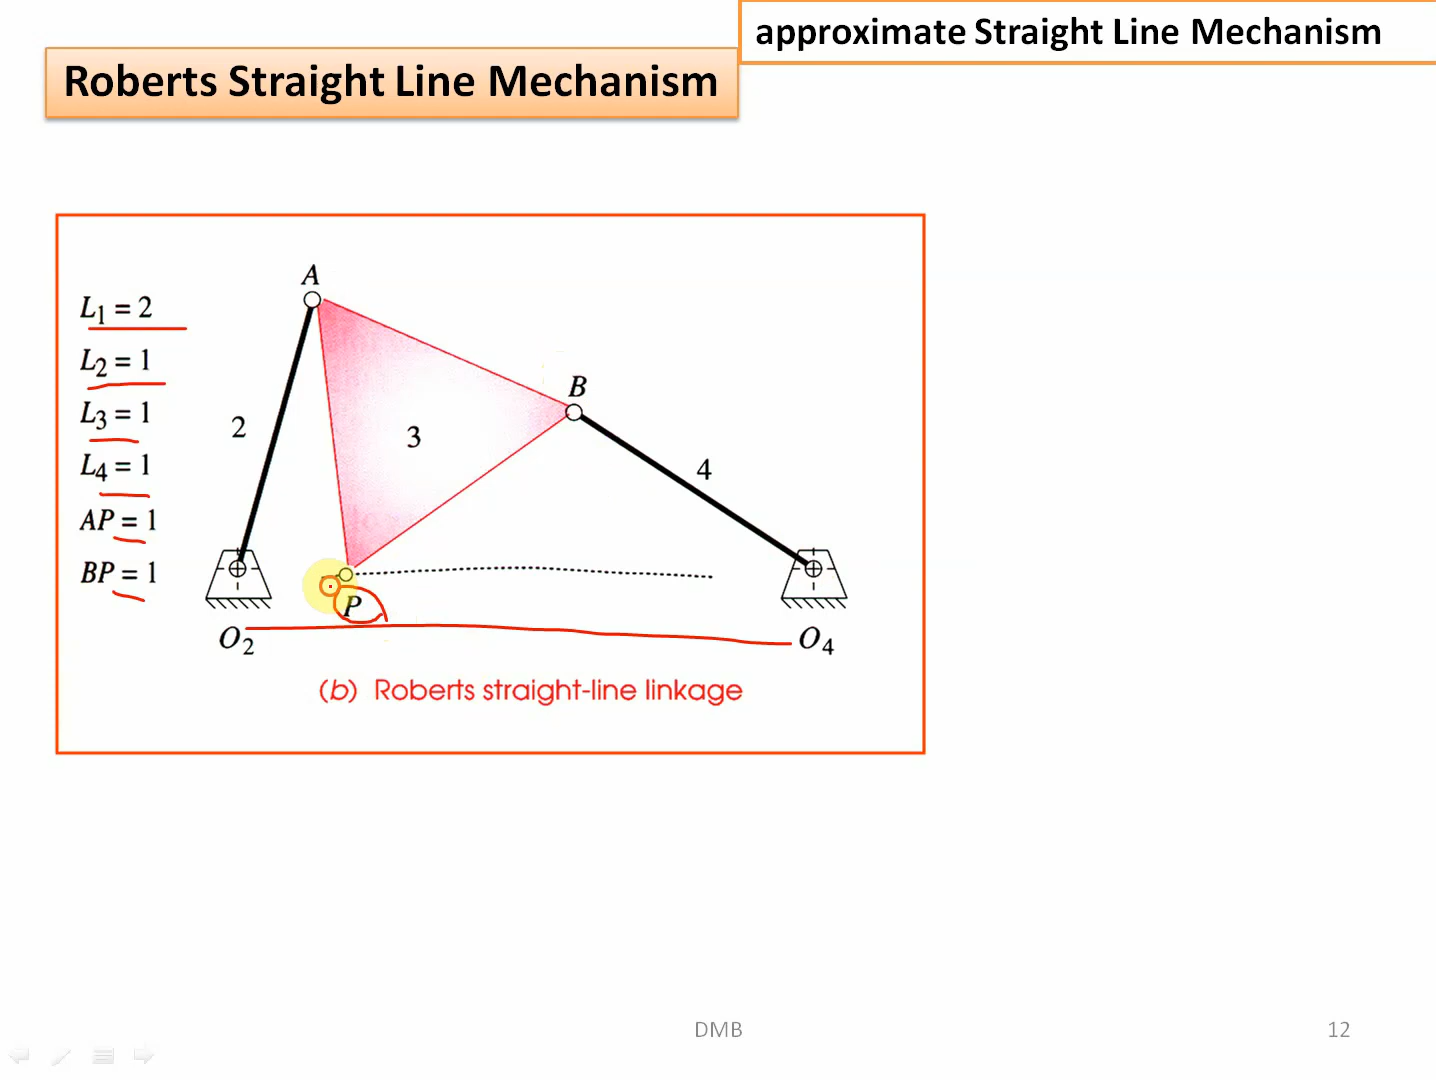 approximate Straight Line Mechanism
Roberts Straight Line Mechanism
A
L1 = 2
L2 = 1
B
L3 = 1
2
3
L4 = 1
4
AP = 1
BP = 1
P
O2
O4
(b) Roberts straight-line linkage
DMB
12